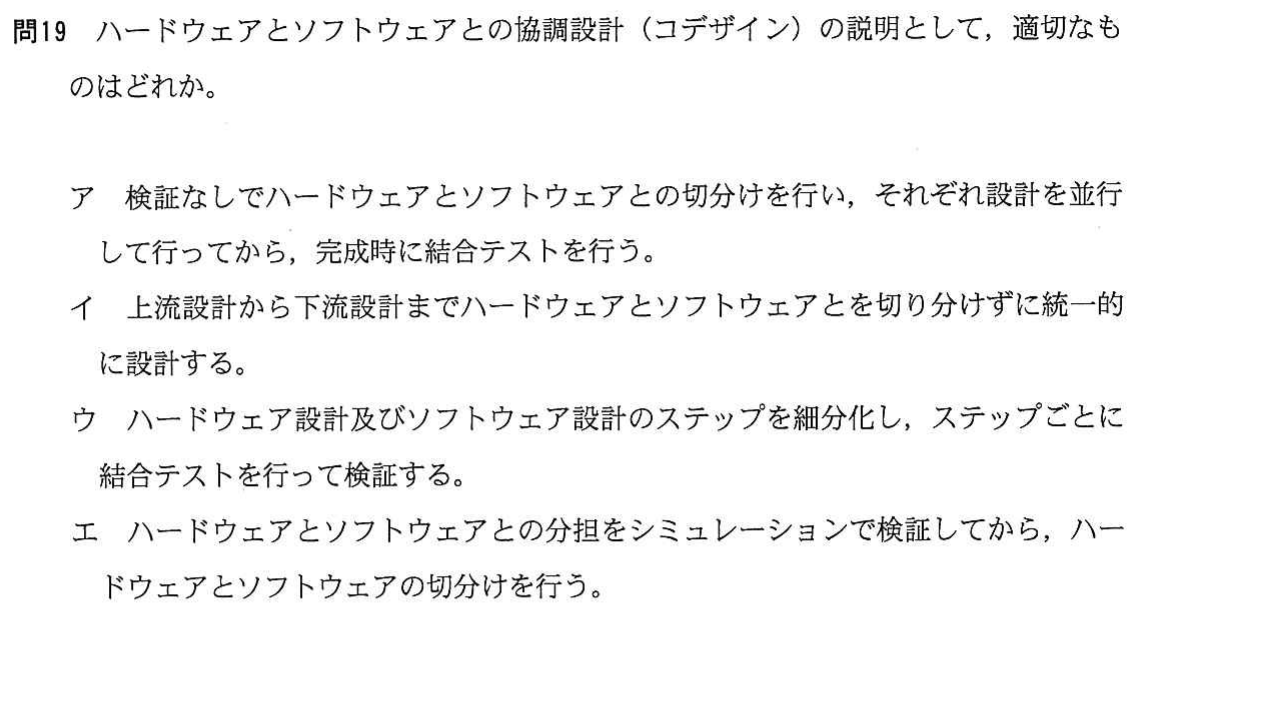 問19 ハードウェアとソフトウェアとの協調設計（コデザイン）の説明として，適切なも
のはどれか。
ア 検証なしでハードウェアとソフトウェアとの切分けを行い，それぞれ設計を並行
して行ってから，完成時に結合テストを行う。
イ 上流設計から下流設計までハードウェアとソフトウェアとを切り分けずに統一的
に設計する。
ウ ハードウェア設計及びソフトウェア設計のステップを細分化し，ステップごとに
結合テストを行って検証する。
エ ハードウェアとソフトウェアとの分担をシミュレーションで検証してから，ハー
ドウェアとソフトウェアの切分けを行う。